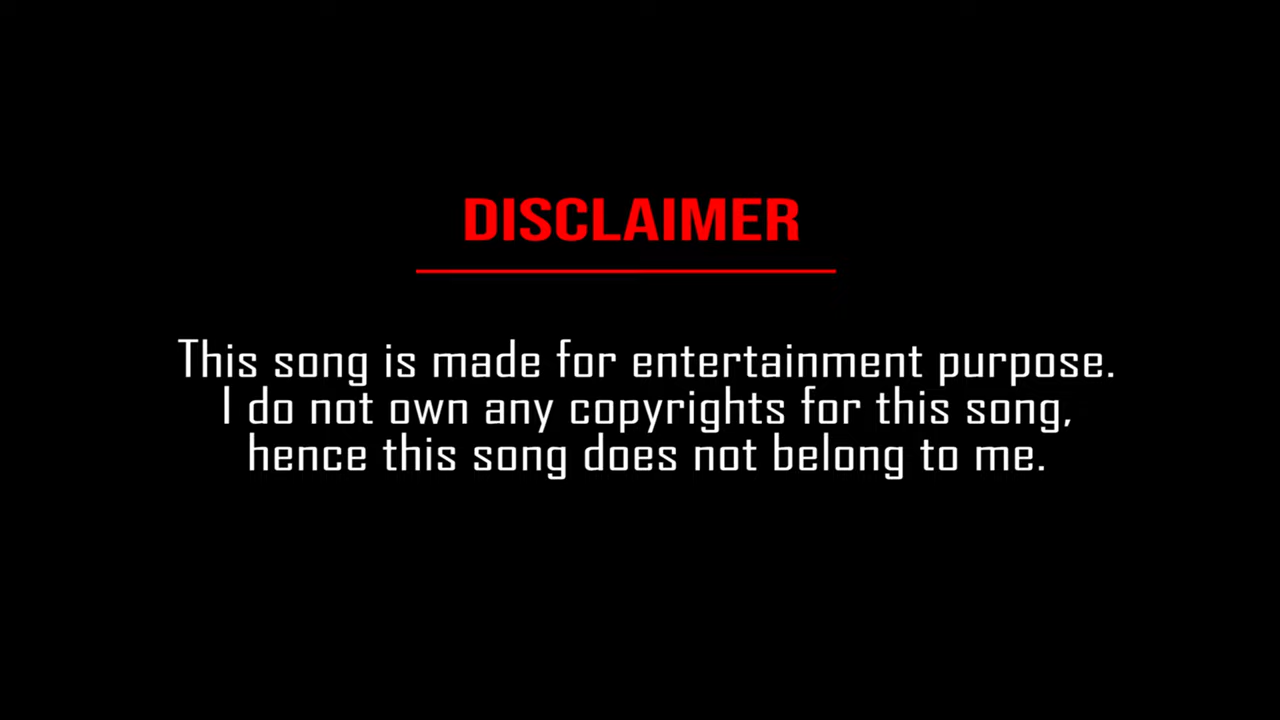 DISCLAIMER
This song is made for entertainment purpose.
I do not own any copyrights for this song,
hence this song does not belong to me.